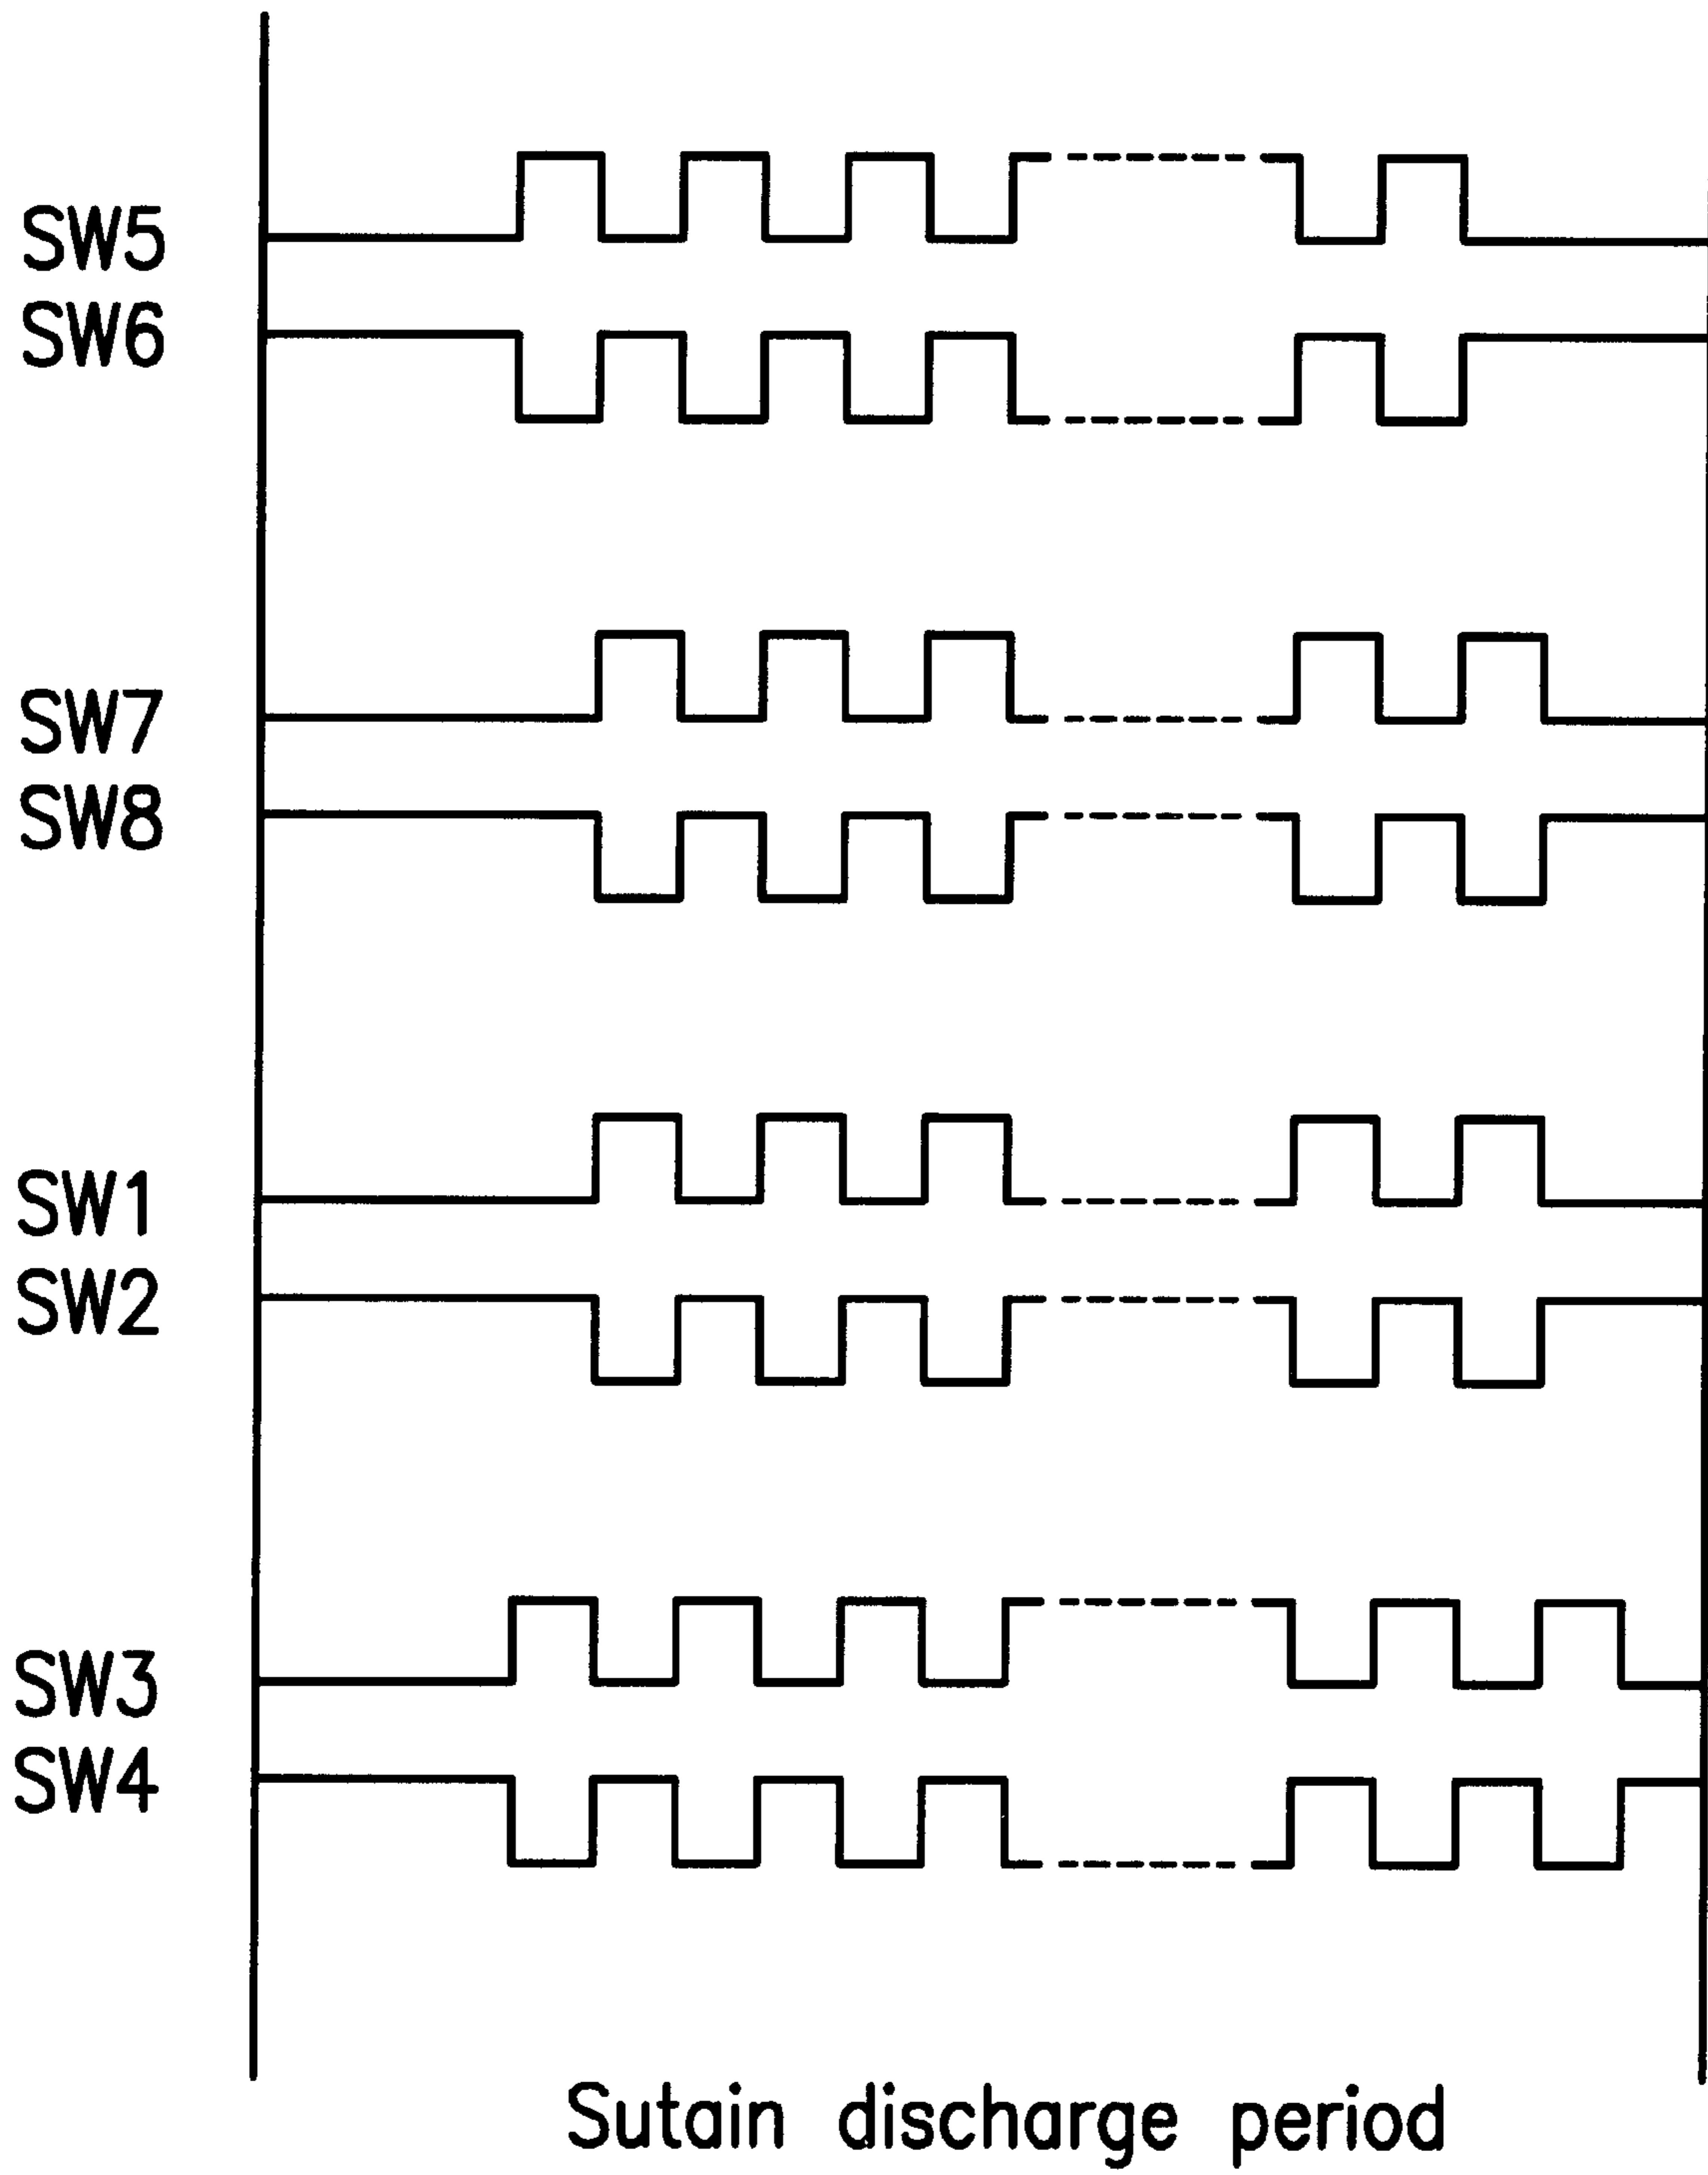 SW5
SW6
SW7
SW8
SW1
SW2
SW3
SW4
Sutain discharge period